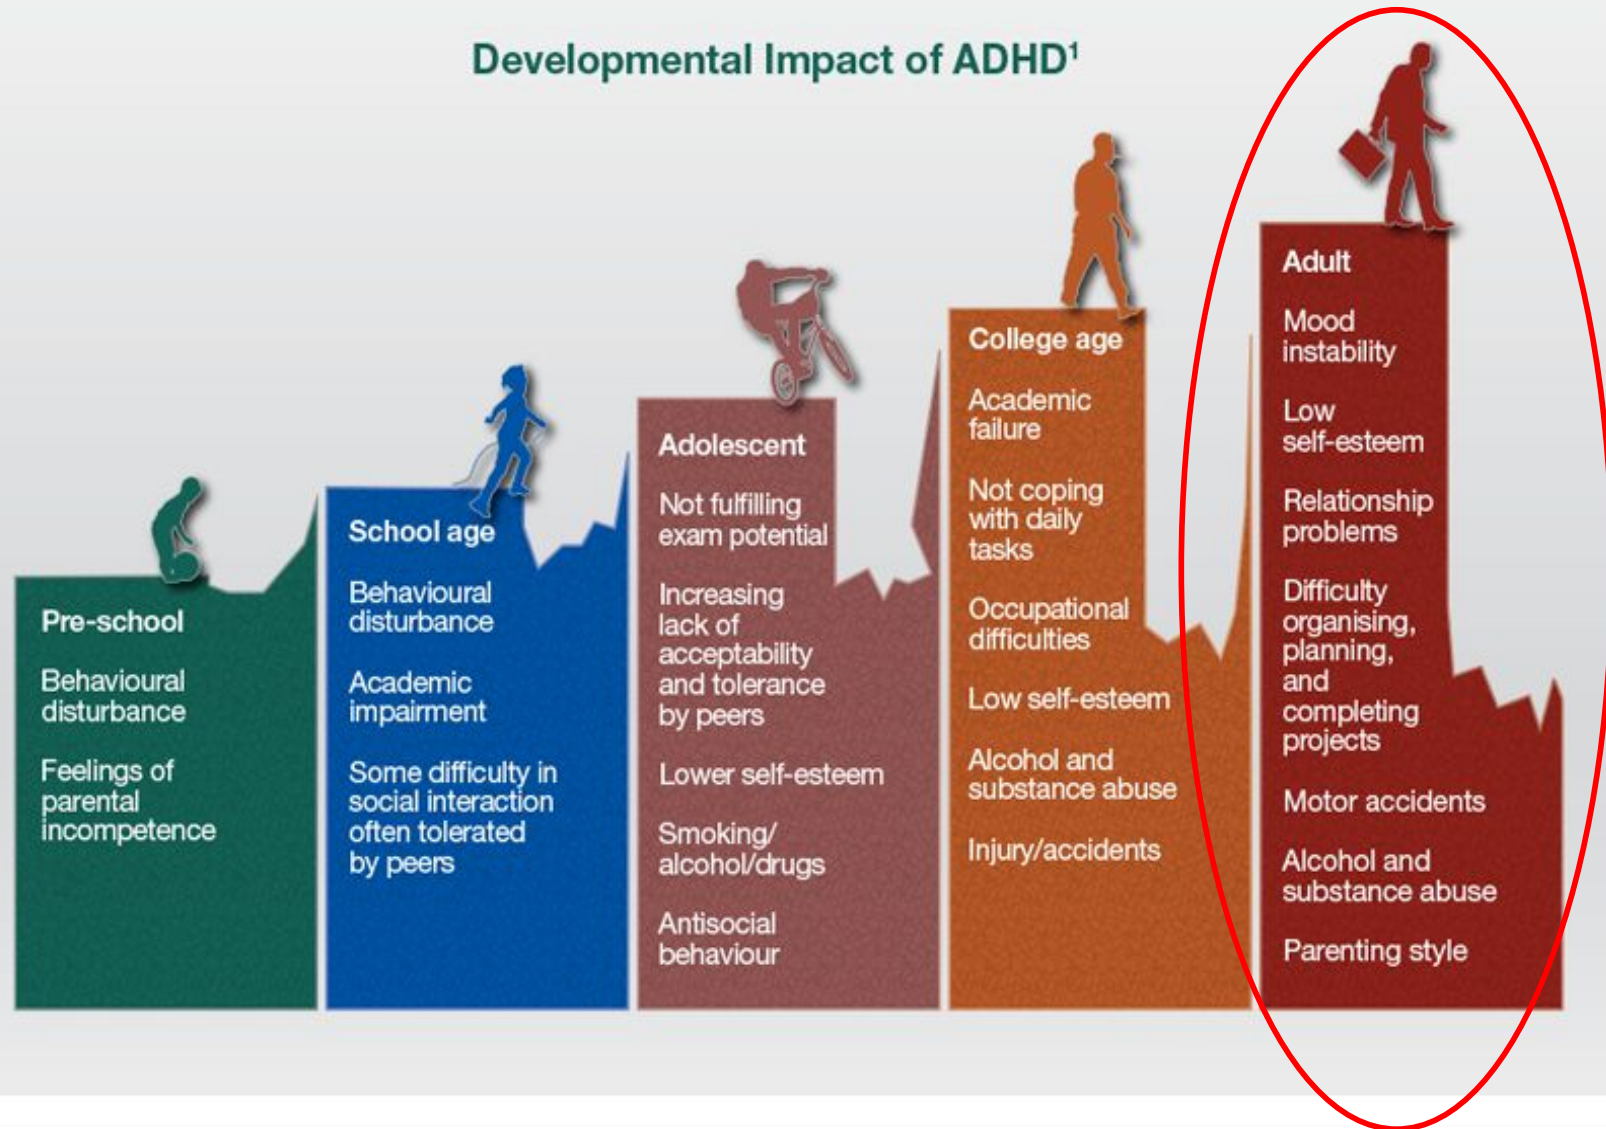 Developmental Impact of ADHD¹
Pre-school
Behavioural
disturbance
Feelings of
parental
incompetence
School age
Behavioural
disturbance
Academic
impairment
Some difficulty in
social interaction
often tolerated
by peers
Adolescent
Not fulfilling
exam potential
Increasing
lack of
acceptability
and tolerance
by peers
Lower self-esteem
Smoking/
alcohol/drugs
Antisocial
behaviour
College age
Academic
failure
Not coping
with daily
tasks
Occupational
difficulties
Low self-esteem
Alcohol and
substance abuse
Injury/accidents
Adult
Mood
instability
Low
self-esteem
Relationship
problems
Difficulty
organising,
planning,
and
completing
projects
Motor accidents
Alcohol and
substance abuse
Parenting style